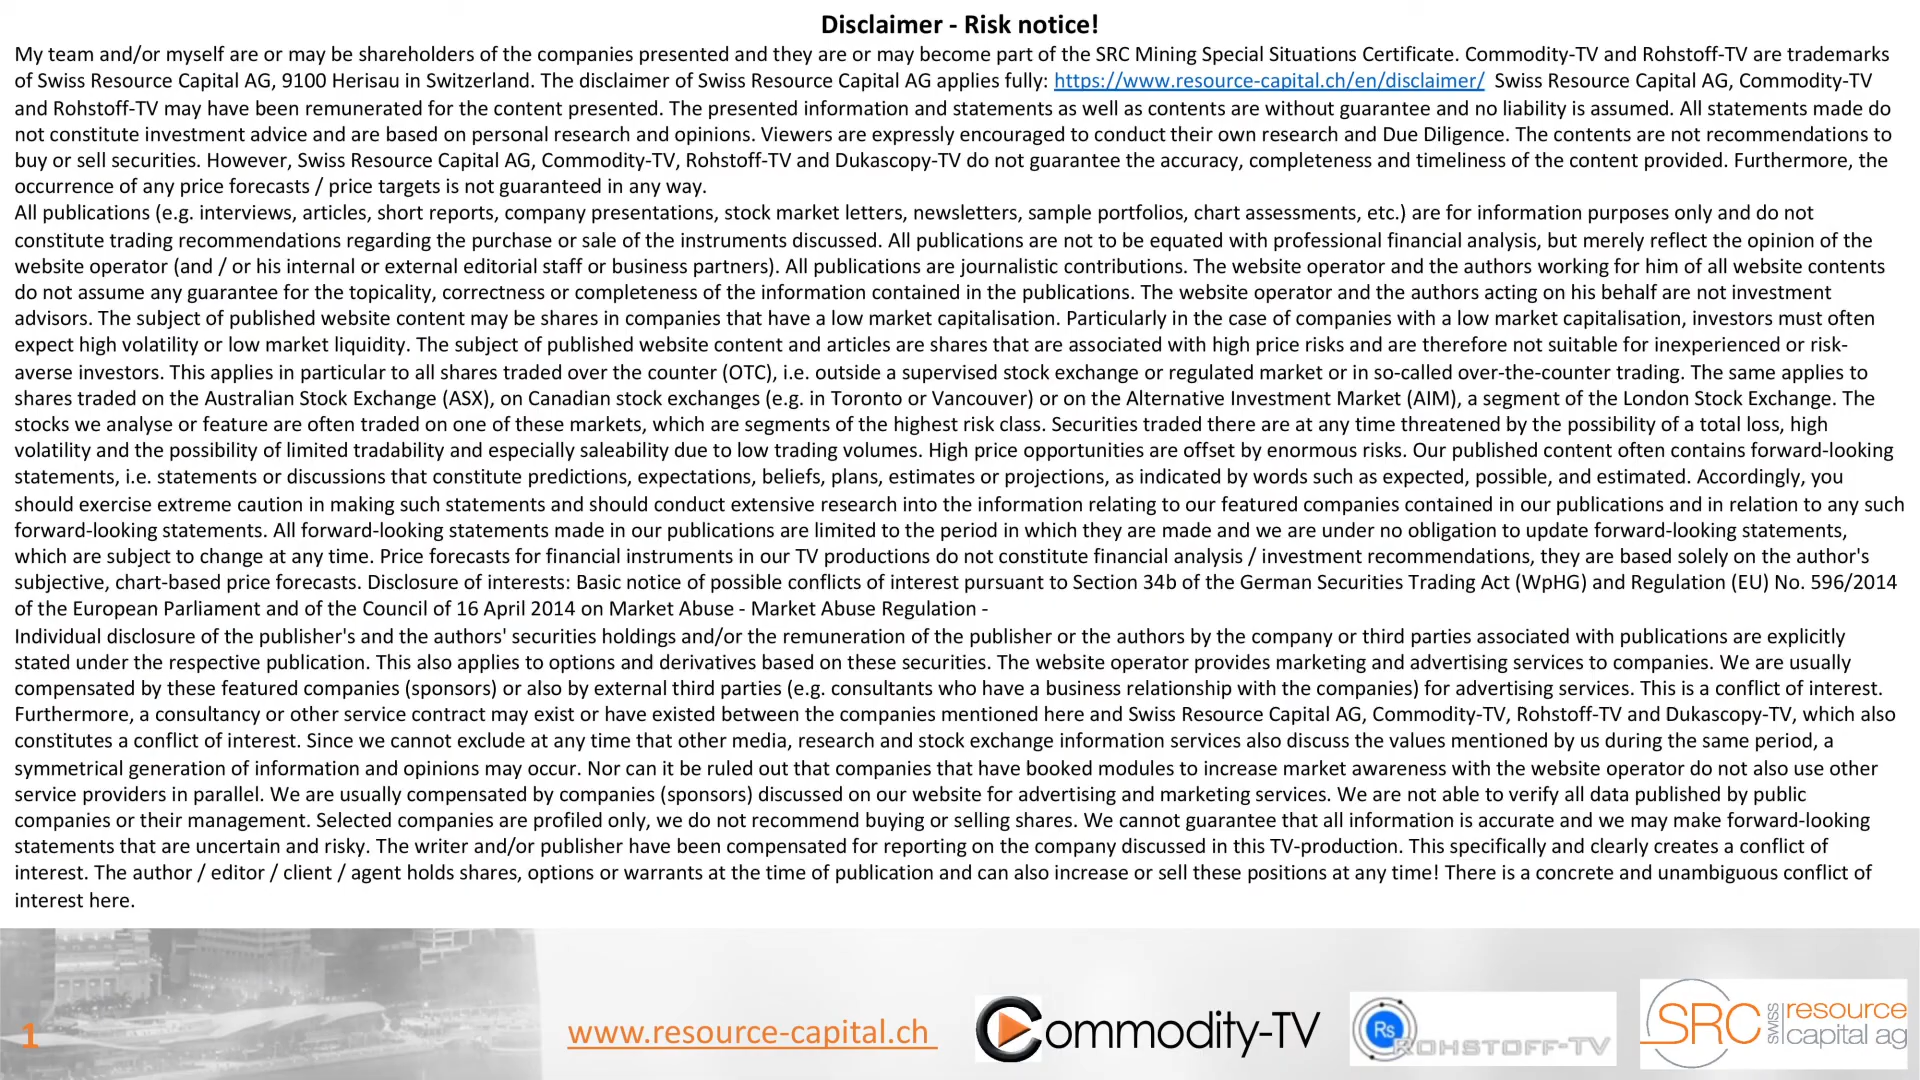 Disclaimer - Risk notice!
My team and/or myself are or may be shareholders of the companies presented and they are or may become part of the SRC Mining Special Situations Certificate. Commodity-TV and Rohstoff-TV are trademarks
of Swiss Resource Capital AG, 9100 Herisau in Switzerland. The disclaimer of Swiss Resource Capital AG applies fully: https://www.resource-capital.ch/en/disclaimer/ Swiss Resource Capital AG, Commodity-TV
and Rohstoff-TV may have been remunerated for the content presented. The presented information and statements as well as contents are without guarantee and no liability is assumed. All statements made do
not constitute investment advice and are based on personal research and opinions. Viewers are expressly encouraged to conduct their own research and Due Diligence. The contents are not recommendations to
buy or sell securities. However, Swiss Resource Capital AG, Commodity-TV, Rohstoff-TV and Dukascopy-TV do not guarantee the accuracy, completeness and timeliness of the content provided. Furthermore, the
occurrence of any price forecasts / price targets is not guaranteed in any way.
All publications (e.g. interviews, articles, short reports, company presentations, stock market letters, newsletters, sample portfolios, chart assessments, etc.) are for information purposes only and do not
constitute trading recommendations regarding the purchase or sale of the instruments discussed. All publications are not to be equated with professional financial analysis, but merely reflect the opinion of the
website operator (and / or his internal or external editorial staff or business partners). All publications are journalistic contributions. The website operator and the authors working for him of all website contents
do not assume any guarantee for the topicality, correctness or completeness of the information contained in the publications. The website operator and the authors acting on his behalf are not investment
advisors. The subject of published website content may be shares in companies that have a low market capitalisation. Particularly in the case of companies with a low market capitalisation, investors must often
expect high volatility or low market liquidity. The subject of published website content and articles are shares that are associated with high price risks and are therefore not suitable for inexperienced or risk-
averse investors. This applies in particular to all shares traded over the counter (OTC), i.e. outside a supervised stock exchange or regulated market or in so-called over-the-counter trading. The same applies to
shares traded on the Australian Stock Exchange (ASX), on Canadian stock exchanges (e.g. in Toronto or Vancouver) or on the Alternative Investment Market (AIM), a segment of the London Stock Exchange. The
stocks we analyse or feature are often traded on one of these markets, which are segments of the highest risk class. Securities traded there are at any time threatened by the possibility of a total loss, high
volatility and the possibility of limited tradability and especially saleability due to low trading volumes. High price opportunities are offset by enormous risks. Our published content often contains forward-looking
statements, i.e. statements or discussions that constitute predictions, expectations, beliefs, plans, estimates or projections, as indicated by words such as expected, possible, and estimated. Accordingly, you
should exercise extreme caution in making such statements and should conduct extensive research into the information relating to our featured companies contained in our publications and in relation to any such
forward-looking statements. All forward-looking statements made in our publications are limited to the period in which they are made and we are under no obligation to update forward-looking statements,
which are subject to change at any time. Price forecasts for financial instruments in our TV productions do not constitute financial analysis / investment recommendations, they are based solely on the author's
subjective, chart-based price forecasts. Disclosure of interests: Basic notice of possible conflicts of interest pursuant to Section 34b of the German Securities Trading Act (WpHG) and Regulation (EU) No. 596/2014
of the European Parliament and of the Council of 16 April 2014 on Market Abuse - Market Abuse Regulation -
Individual disclosure of the publisher's and the authors' securities holdings and/or the remuneration of the publisher or the authors by the company or third parties associated with publications are explicitly
stated under the respective publication. This also applies to options and derivatives based on these securities. The website operator provides marketing and advertising services to companies. We are usually
compensated by these featured companies (sponsors) or also by external third parties (e.g. consultants who have a business relationship with the companies) for advertising services. This is a conflict of interest.
Furthermore, a consultancy or other service contract may exist or have existed between the companies mentioned here and Swiss Resource Capital AG, Commodity-TV, Rohstoff-TV and Dukascopy-TV, which also
constitutes a conflict of interest. Since we cannot exclude at any time that other media, research and stock exchange information services also discuss the values mentioned by us during the same period, a
symmetrical generation of information and opinions may occur. Nor can it be ruled out that companies that have booked modules to increase market awareness with the website operator do not also use other
service providers in parallel. We are usually compensated by companies (sponsors) discussed on our website for advertising and marketing services. We are not able to verify all data published by public
companies or their management. Selected companies are profiled only, we do not recommend buying or selling shares. We cannot guarantee that all information is accurate and we may make forward-looking
statements that are uncertain and risky. The writer and/or publisher have been compensated for reporting on the company discussed in this TV-production. This specifically and clearly creates a conflict of
interest. The author / editor / client / agent holds shares, options or warrants at the time of publication and can also increase or sell these positions at any time! There is a concrete and unambiguous conflict of
interest here.
1
www.resource-capital.ch
Commodity-TV
Rs
ROHSTOFF-TV
SRC
swiss
resource
capital ag